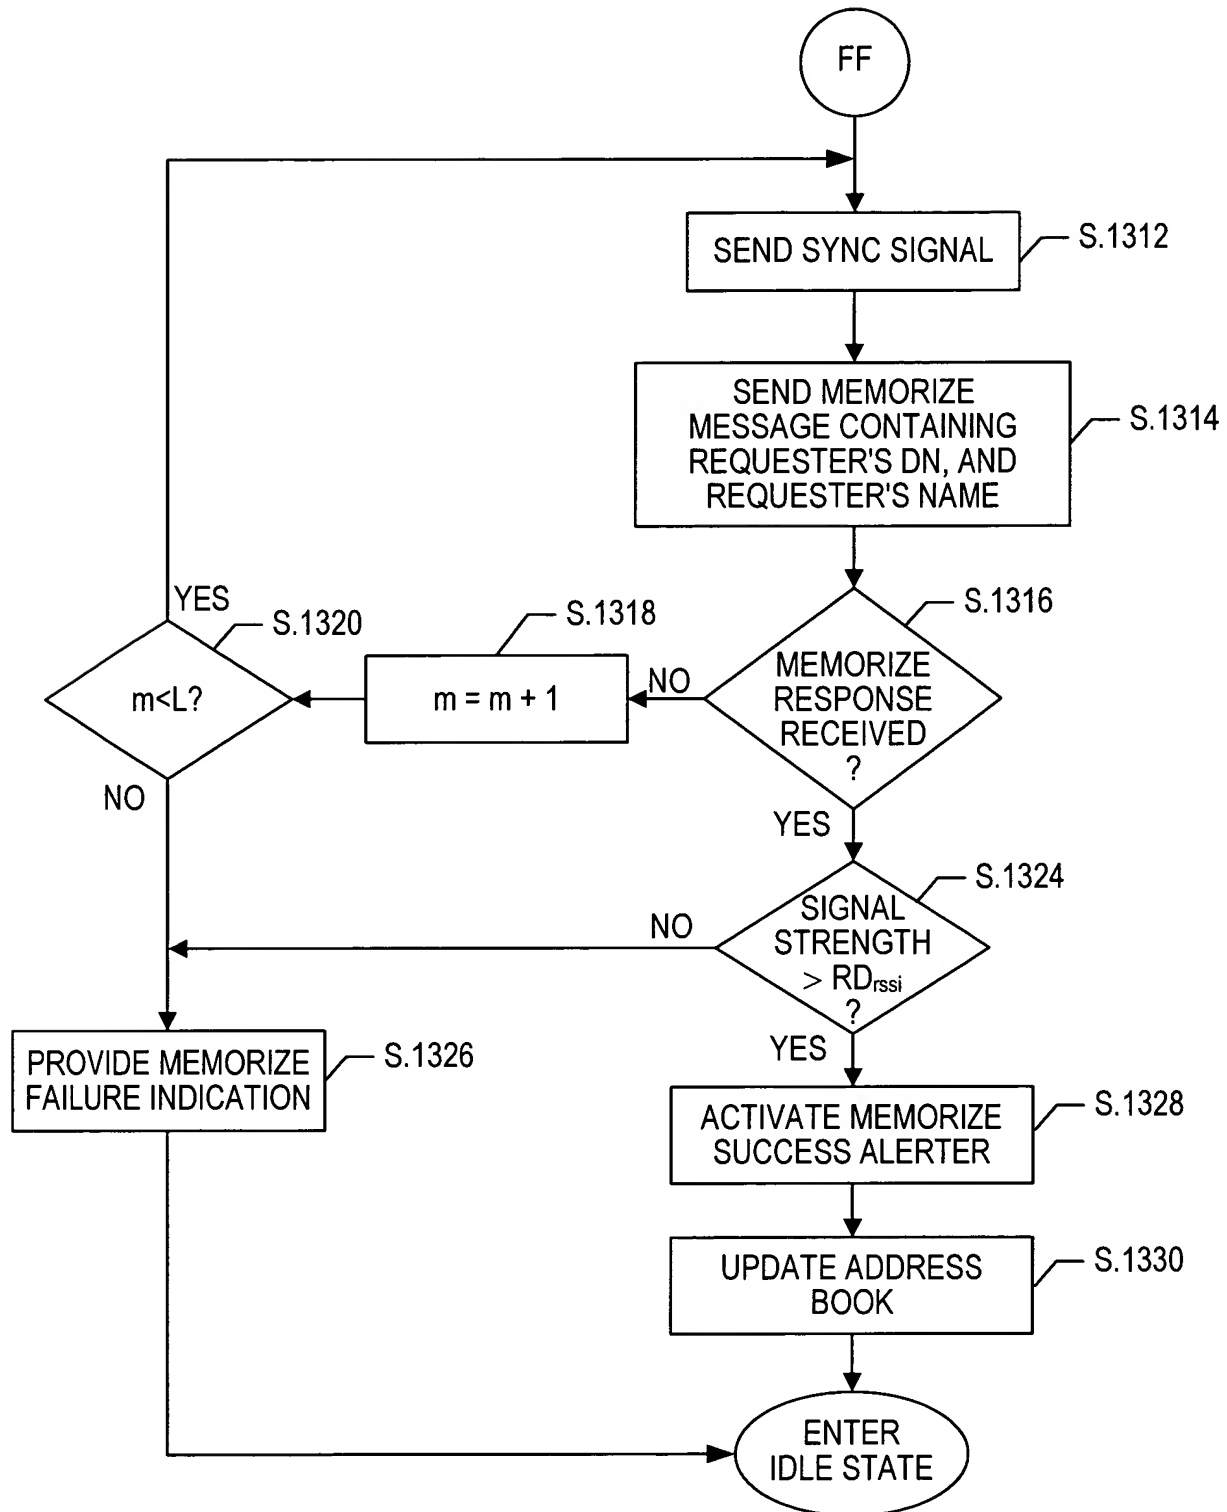 FF
SEND SYNC SIGNAL
S.1312
SEND MEMORIZE
MESSAGE CONTAINING
REQUESTER'S DN, AND
REQUESTER'S NAME
S.1314
YES
S.1320
m<L?
NO
S.1318
m = m + 1
NO
S.1316
MEMORIZE
RESPONSE
RECEIVED
?
YES
S.1324
SIGNAL
STRENGTH
> RDrssi
?
NO
YES
PROVIDE MEMORIZE
FAILURE INDICATION
S.1326
ACTIVATE MEMORIZE
SUCCESS ALERTER
S.1328
UPDATE ADDRESS
BOOK
S.1330
ENTER
IDLE STATE